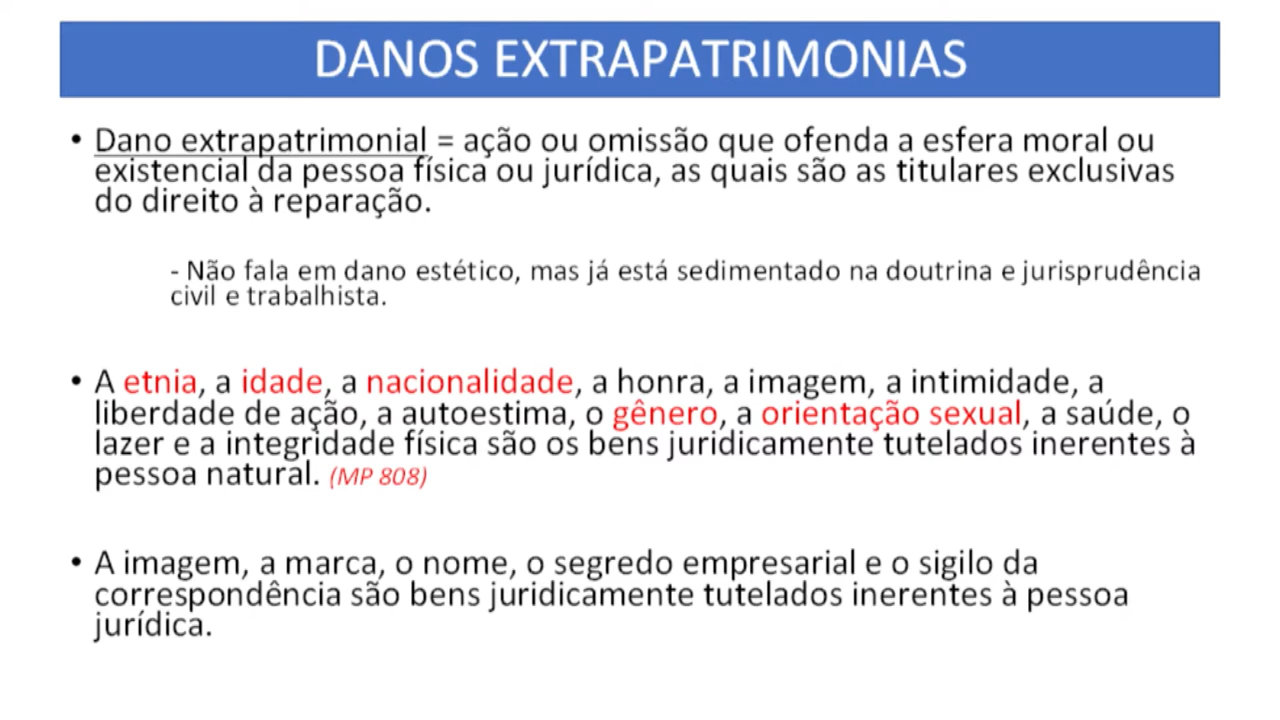 DANOS EXTRAPATRIMONIAS
• Dano extrapatrimonial = ação ou omissão que ofenda a esfera moral ou
existencial da pessoa física ou jurídica, as quais são as titulares exclusivas
do direito à reparação.
- Não fala em dano estético, mas já está sedimentado na doutrina e jurisprudência
civil e trabalhista.
• A etnia, a idade, a nacionalidade, a honra, a imagem, a intimidade, a
liberdade de ação, a autoestima, o gênero, a orientação sexual, a saúde, o
lazer e a integridade física são os bens juridicamente tutelados inerentes à
pessoa natural. (MP 808)
• A imagem, a marca, o nome, o segredo empresarial e o sigilo da
correspondência são bens juridicamente tutelados inerentes à pessoa
jurídica.